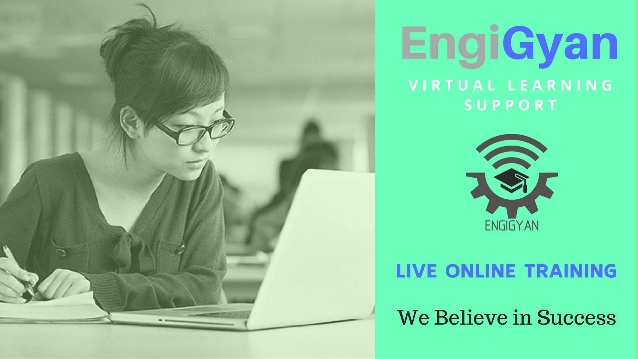 EngiGyan
VIRTUAL LEARNING
SUPPORT
ENGIGYAN
LIVE ONLINE TRAINING
We Believe in Success